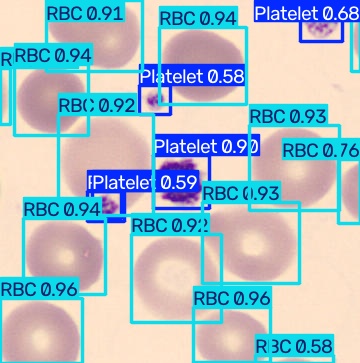 RBC 0.91
RBC 0.94
Platelet 0.68
R
RBC 0.94
Platelet 0.58
RBC 0.92
RBC 0.93
Platelet 0.90
RBC 0.76
Platelet 0.59
RBC 0.93
RBC 0.94
RBC 0.92
RBC 0.96
RBC 0.96
RBC 0.58